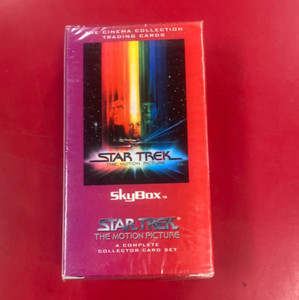 THE CINEMA COLLECTION
TRADING CARDS
STAR TREK
THE MOTION PICTURE
SkyBox™
STAR TREK
THE MOTION PICTURE
A COMPLETE
COLLECTOR CARD SET